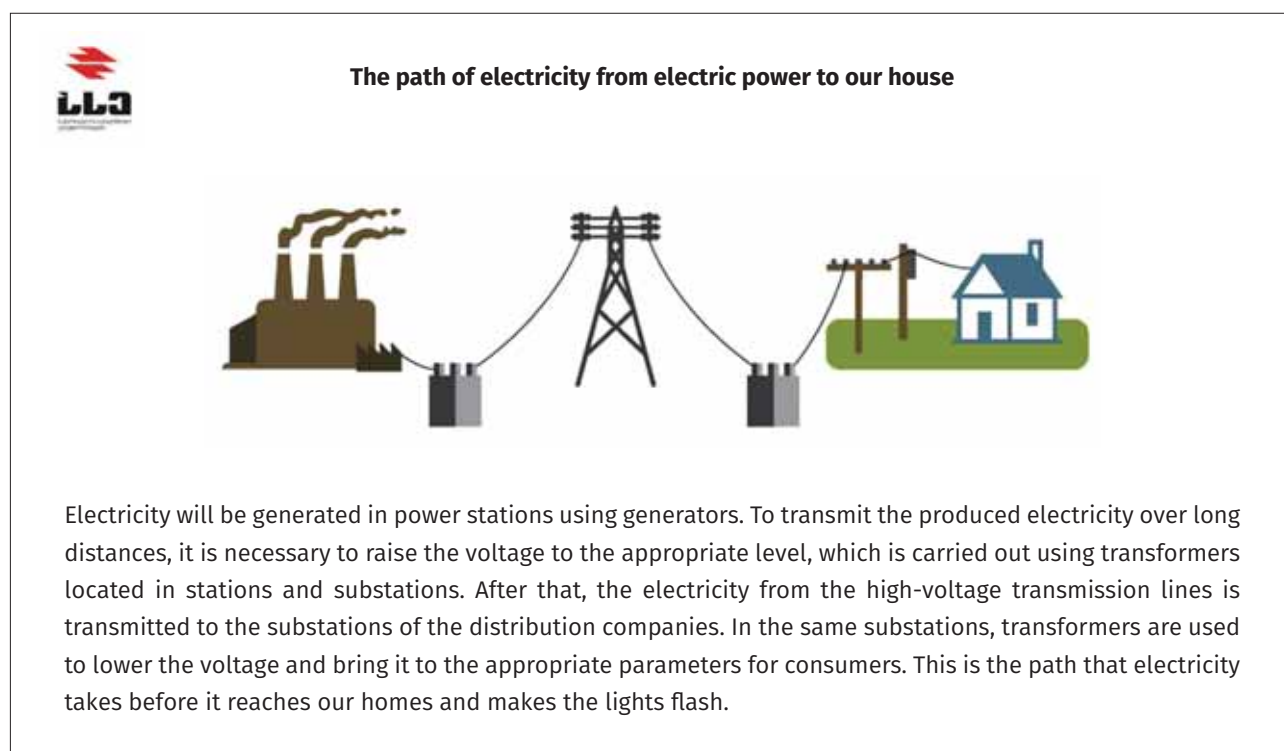 The path of electricity from electric power to our house
Electricity will be generated in power stations using generators. To transmit the produced electricity over long
distances, it is necessary to raise the voltage to the appropriate level, which is carried out using transformers
located in stations and substations. After that, the electricity from the high-voltage transmission lines is
transmitted to the substations of the distribution companies. In the same substations, transformers are used
to lower the voltage and bring it to the appropriate parameters for consumers. This is the path that electricity
takes before it reaches our homes and makes the lights flash.